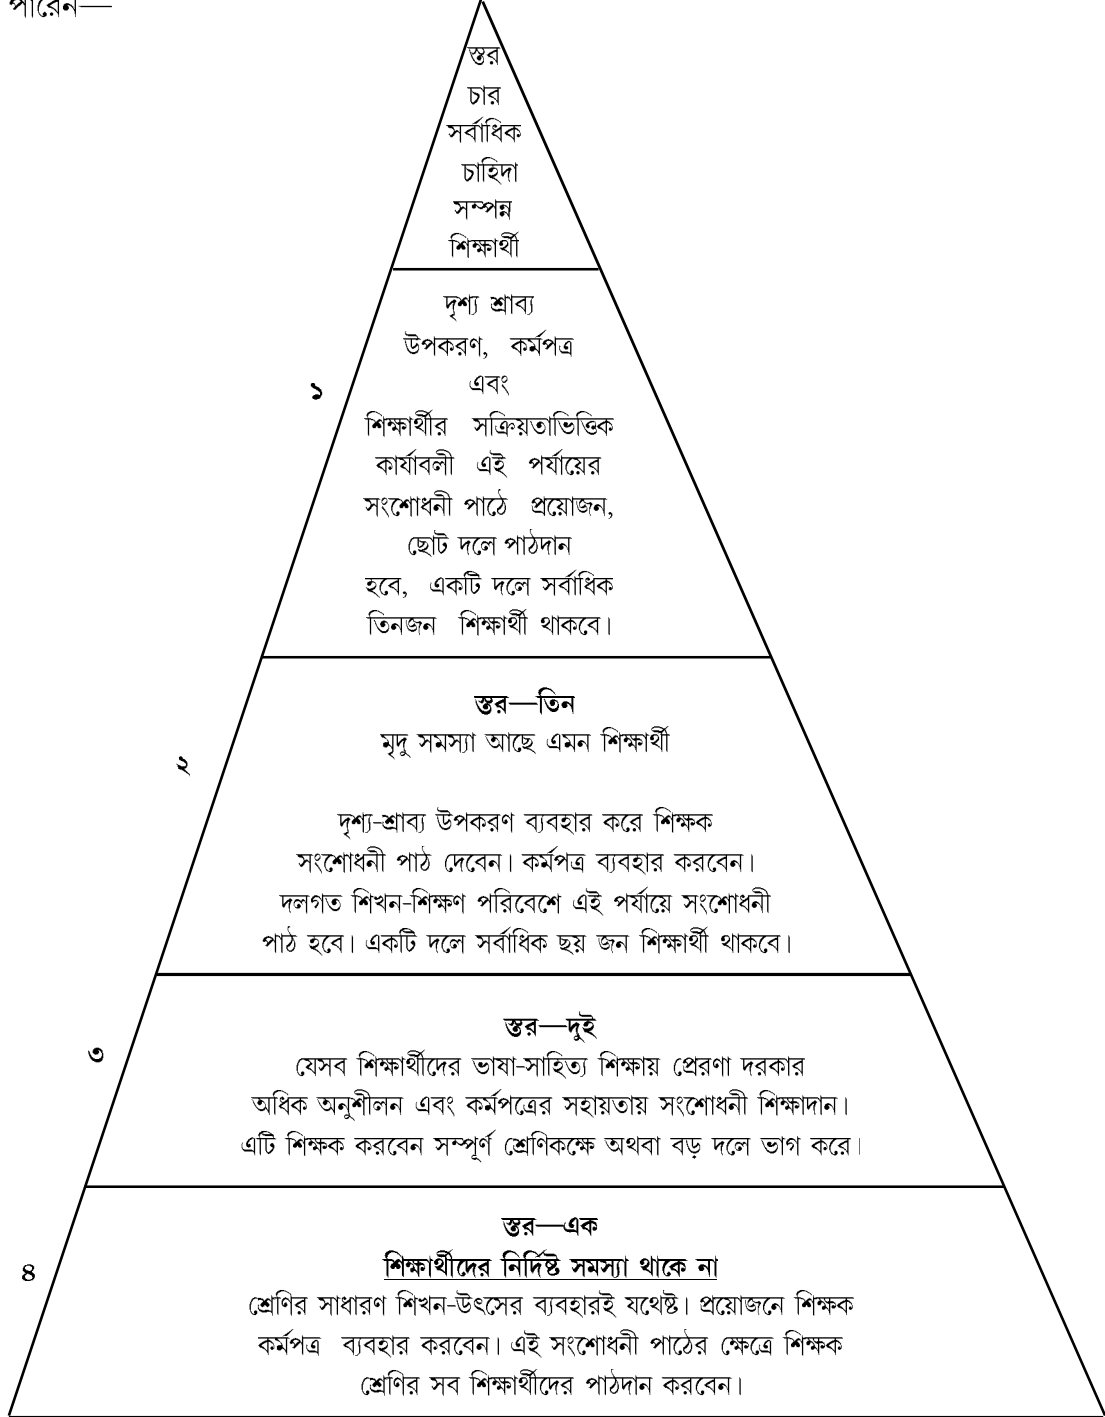 পারেন—
স্তর
চার
সর্বাধিক
চাহিদা
সম্পন্ন
শিক্ষার্থী
দৃশ্য শ্রাব্য
উপকরণ, কর্মপত্র
১
এবং
শিক্ষার্থীর সক্রিয়তাভিত্তিক
কার্যাবলী এই পর্যায়ের
সংশোধনী পাঠে প্রয়োজন,
ছোট দলে পাঠদান
হবে, একটি দলে সর্বাধিক
তিনজন শিক্ষার্থী থাকবে।
স্তর—তিন
মৃদু সমস্যা আছে এমন শিক্ষার্থী
২
দৃশ্য-শ্রাব্য উপকরণ ব্যবহার করে শিক্ষক
সংশোধনী পাঠ দেবেন। কর্মপত্র ব্যবহার করবেন।
দলগত শিখন-শিক্ষণ পরিবেশে এই পর্যায়ে সংশোধনী
পাঠ হবে। একটি দলে সর্বাধিক ছয় জন শিক্ষার্থী থাকবে।
স্তর—দুই
৩
যেসব শিক্ষার্থীদের ভাষা-সাহিত্য শিক্ষায় প্রেরণা দরকার
অধিক অনুশীলন এবং কর্মপত্রের সহায়তায় সংশোধনী শিক্ষাদান।
এটি শিক্ষক করবেন সম্পূর্ণ শ্রেণিকক্ষে অথবা বড় দলে ভাগ করে।
স্তর—এক
৪
শিক্ষার্থীদের নির্দিষ্ট সমস্যা থাকে না
শ্রেণির সাধারণ শিখন-উৎসের ব্যবহারই যথেষ্ট। প্রয়োজনে শিক্ষক
কর্মপত্র ব্যবহার করবেন। এই সংশোধনী পাঠের ক্ষেত্রে শিক্ষক
শ্রেণির সব শিক্ষার্থীদের পাঠদান করবেন।